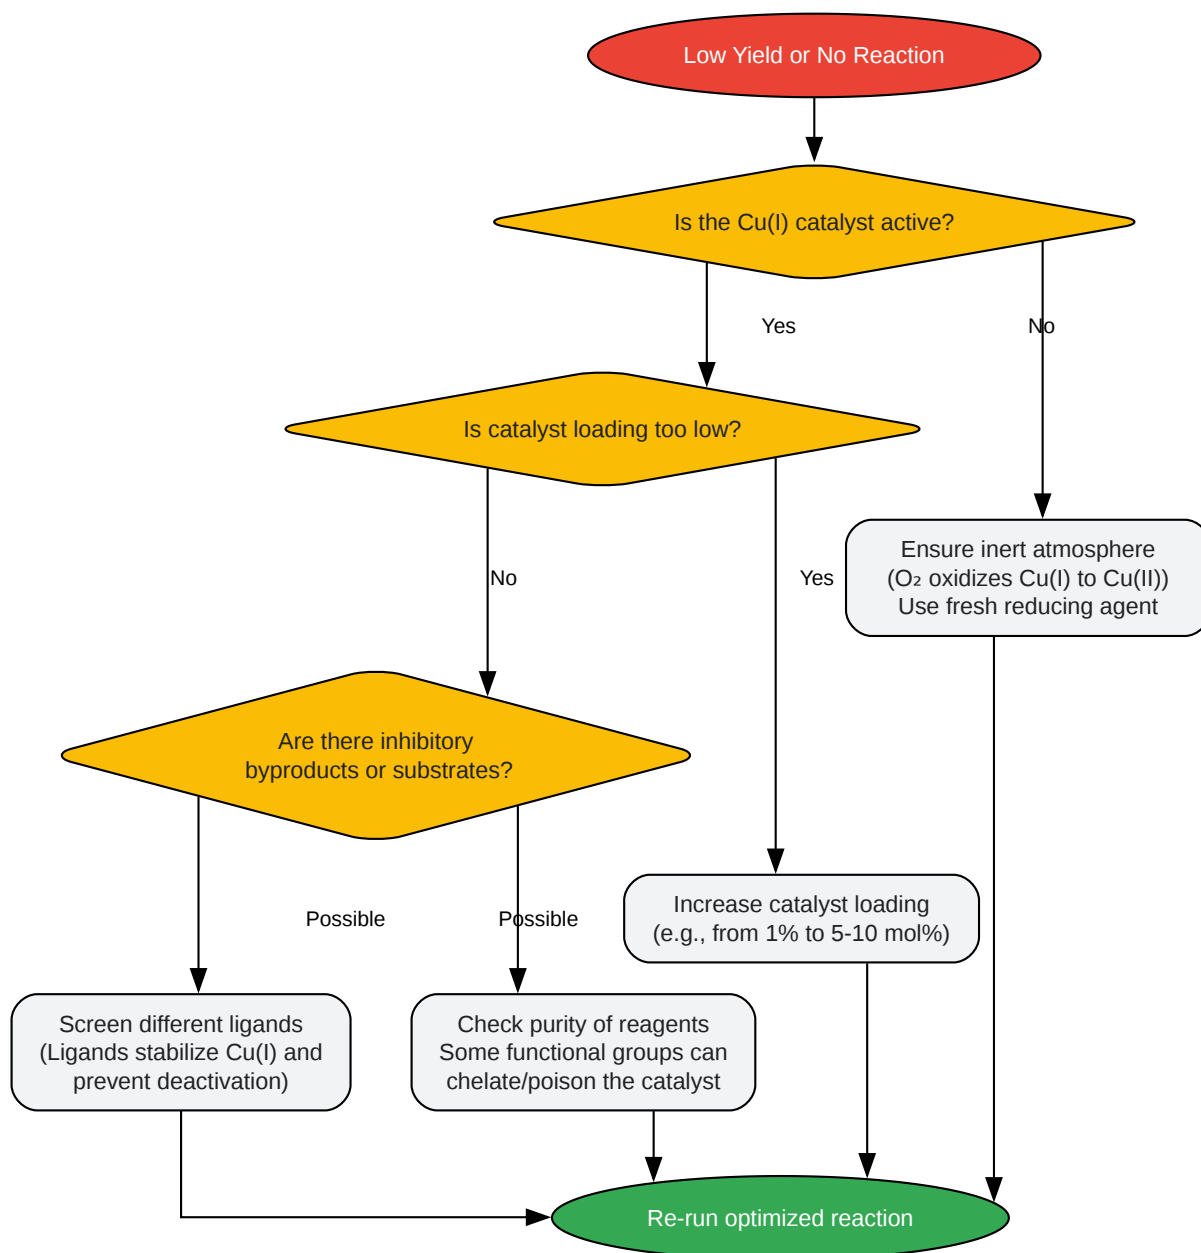 Low Yield or No Reaction
Is the Cu(I) catalyst active?
Yes
No
Is catalyst loading too low?
Ensure inert atmosphere
(O₂ oxidizes Cu(I) to Cu(II))
Use fresh reducing agent
No
Yes
Are there inhibitory
byproducts or substrates?
Increase catalyst loading
(e.g., from 1% to 5-10 mol%)
Possible
Possible
Screen different ligands
(Ligands stabilize Cu(I) and
prevent deactivation)
Check purity of reagents
Some functional groups can
chelate/poison the catalyst
Re-run optimized reaction